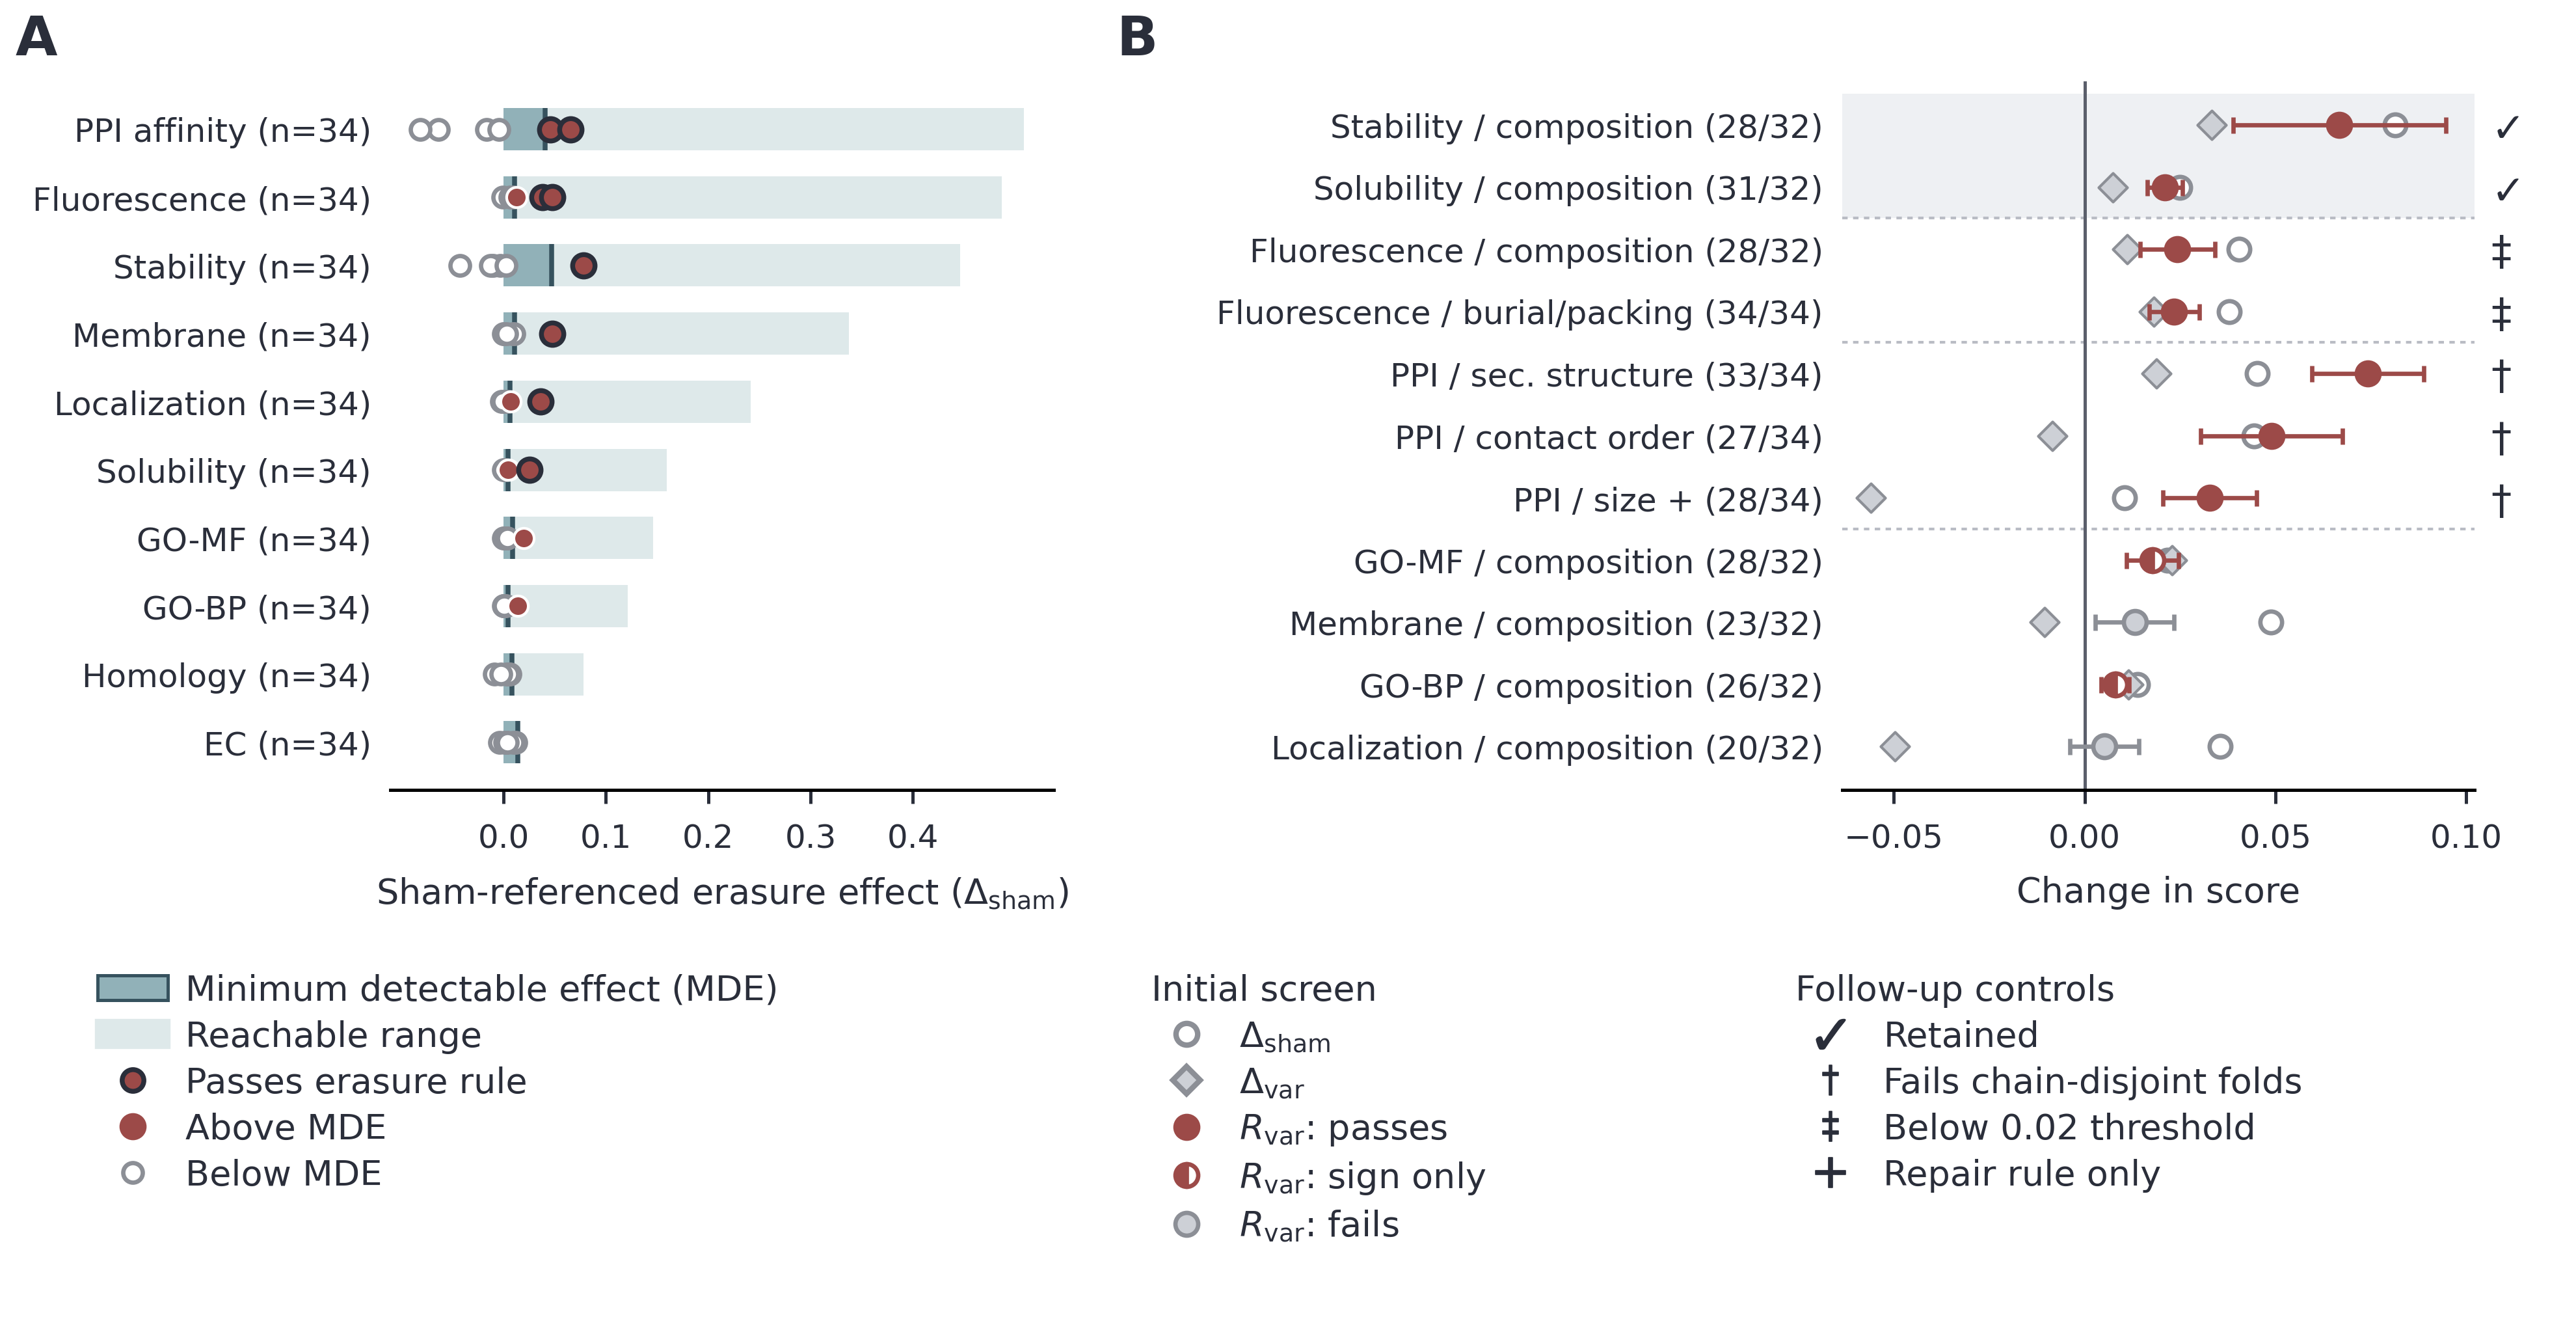 A
PPI affinity (n=34)
Fluorescence (n=34)
Stability (n=34)
Membrane (n=34)
Localization (n=34)
Solubility (n=34)
GO-MF (n=34)
GO-BP (n=34)
Homology (n=34)
EC (n=34)
0.0 0.1 0.2 0.3 0.4
Sham-referenced erasure effect (Δsham)
Minimum detectable effect (MDE)
Reachable range
Passes erasure rule
Above MDE
Below MDE
B
Stability / composition (28/32) ✓
Solubility / composition (31/32) ✓
Fluorescence / composition (28/32) ‡
Fluorescence / burial/packing (34/34) ‡
PPI / sec. structure (33/34) †
PPI / contact order (27/34) †
PPI / size + (28/34) †
GO-MF / composition (28/32)
Membrane / composition (23/32)
GO-BP / composition (26/32)
Localization / composition (20/32)
−0.05 0.00 0.05 0.10
Change in score
Initial screen
Δsham
Δvar
Rvar: passes
Rvar: sign only
Rvar: fails
Follow-up controls
✓ Retained
† Fails chain-disjoint folds
‡ Below 0.02 threshold
+ Repair rule only